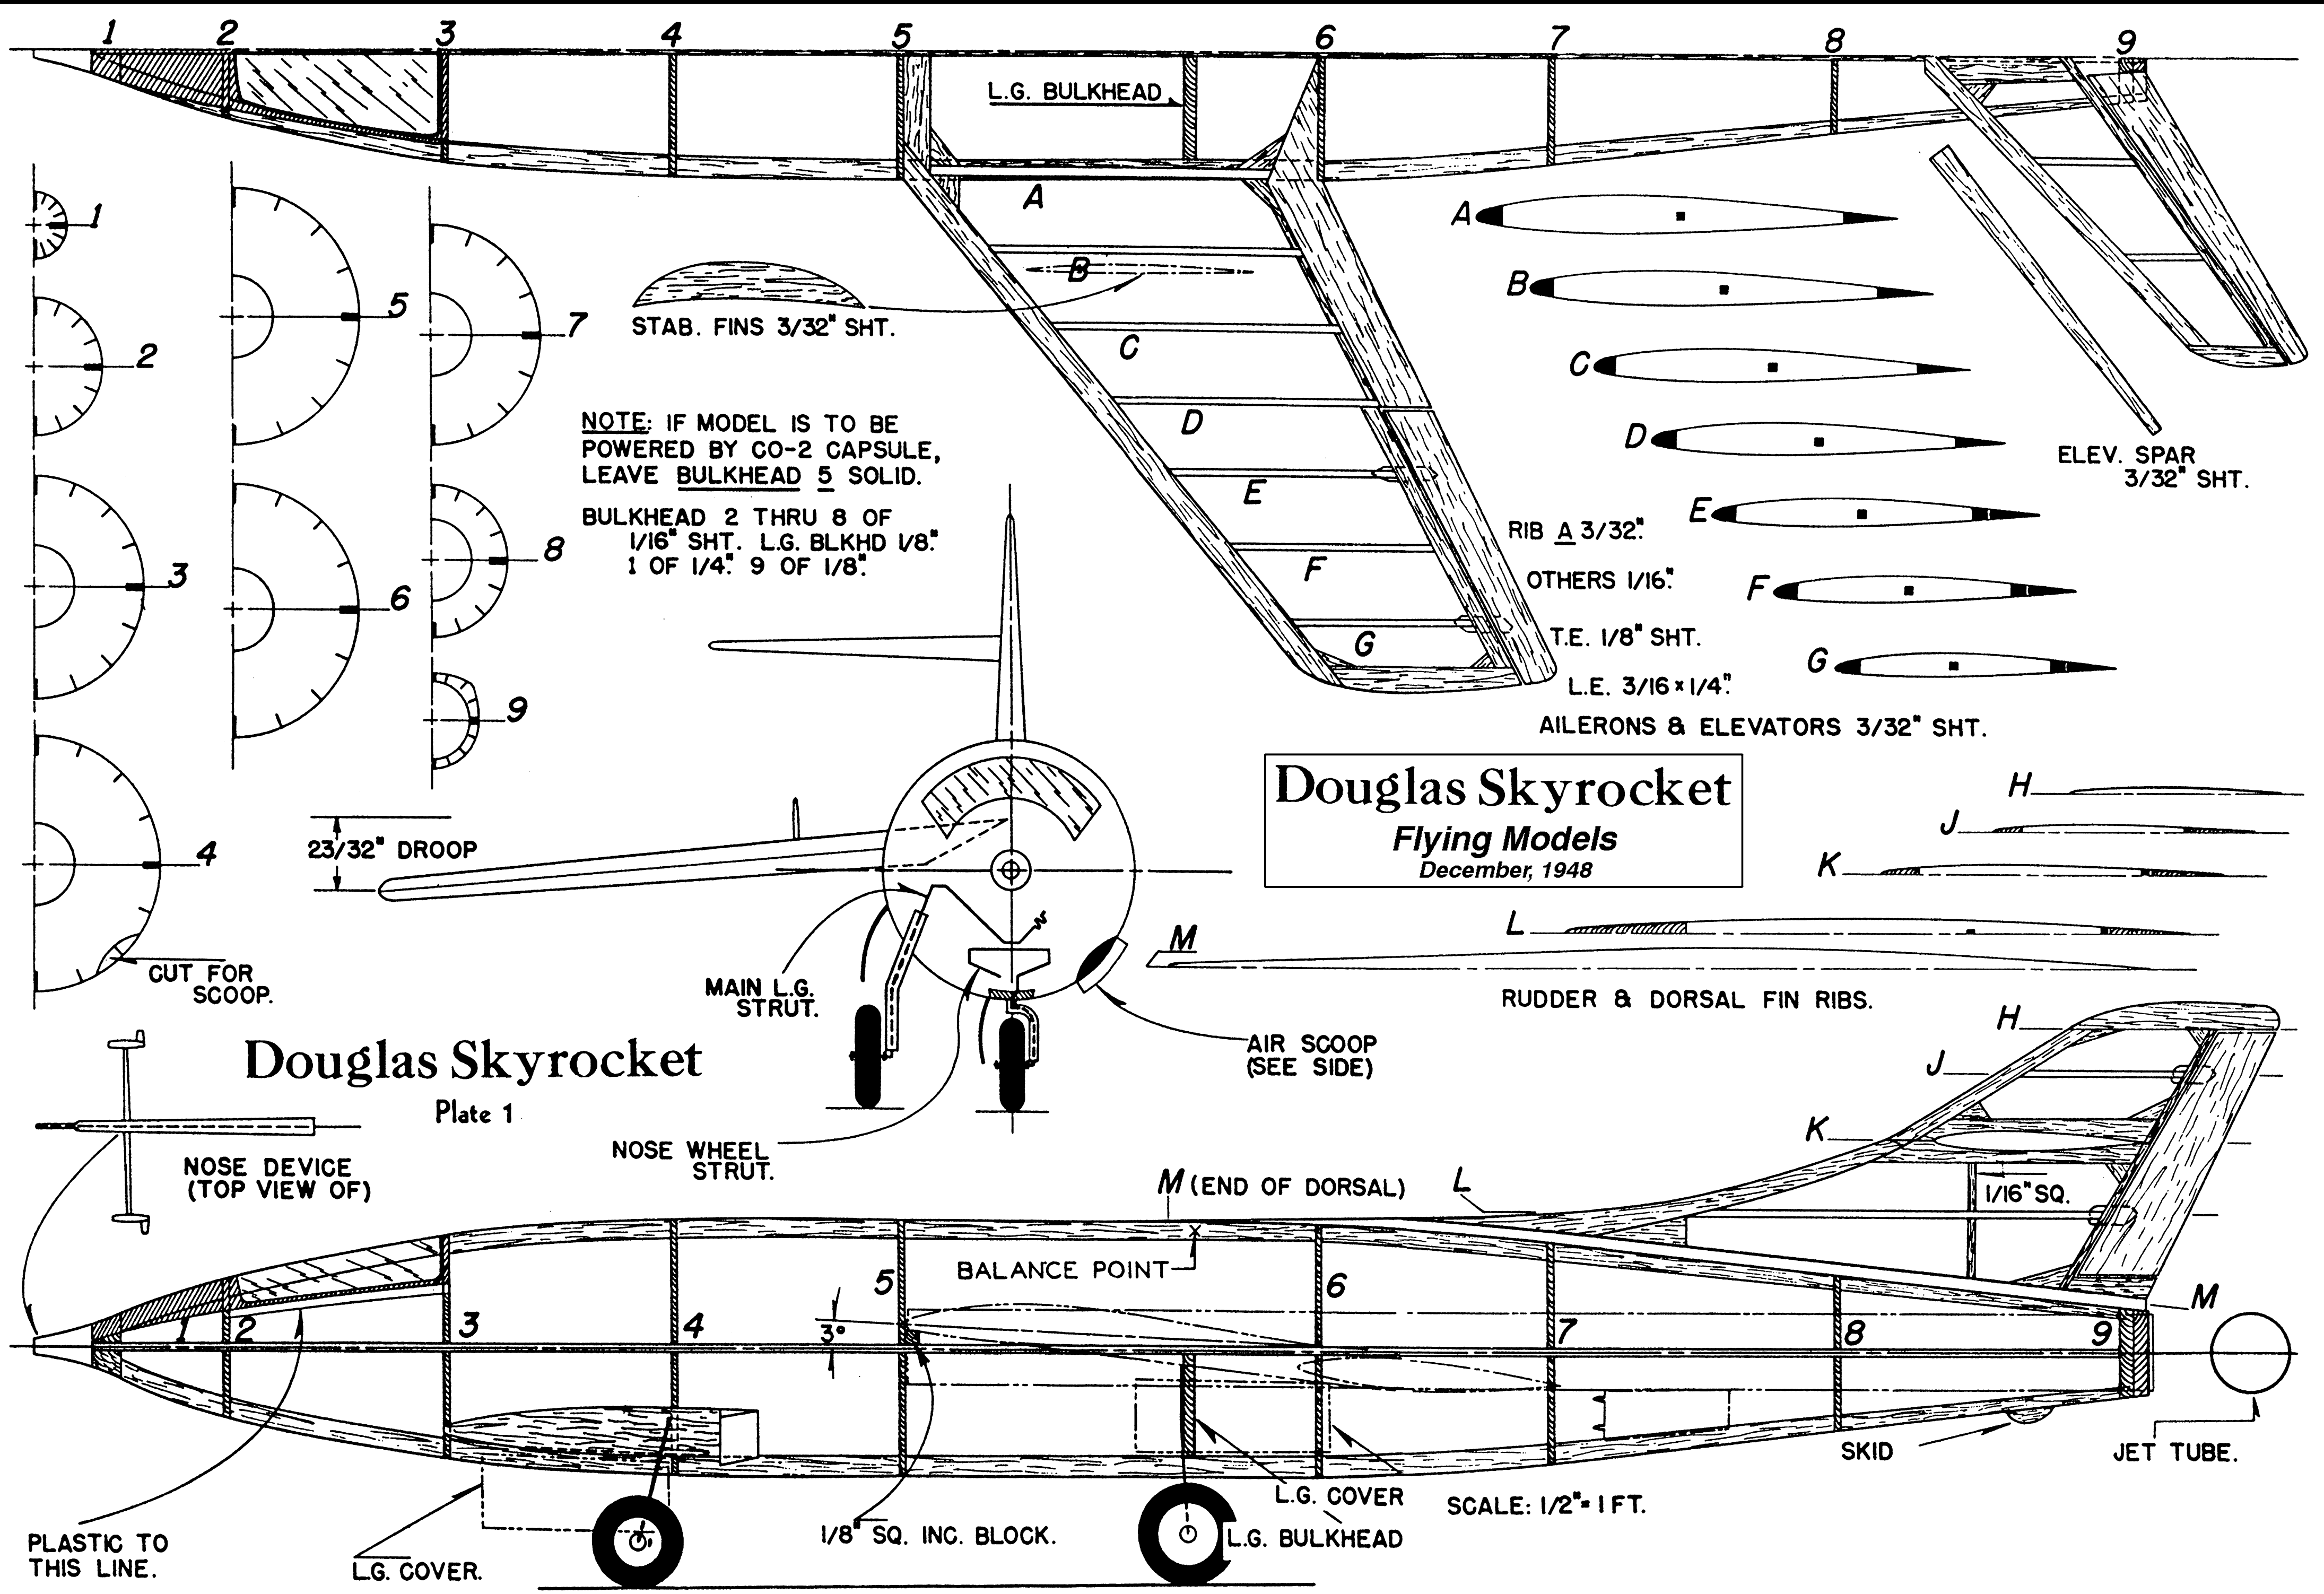 1 2 3 4 5 6 7 8 9
L.G. BULKHEAD
A
B
C
D
E
F
G
1
2
3
4
5
6
7
8
9
CUT FOR
SCOOP.
STAB. FINS 3/32" SHT.
NOTE: IF MODEL IS TO BE
POWERED BY CO-2 CAPSULE,
LEAVE BULKHEAD 5 SOLID.
BULKHEAD 2 THRU 8 OF
1/16" SHT. L.G. BLKHD 1/8".
1 OF 1/4". 9 OF 1/8".
A
B
C
D
E
F
G
ELEV. SPAR
3/32" SHT.
RIB A 3/32".
OTHERS 1/16".
T.E. 1/8" SHT.
L.E. 3/16 x 1/4".
AILERONS & ELEVATORS 3/32" SHT.
Douglas Skyrocket
Flying Models
December, 1948
23/32" DROOP
MAIN L.G.
STRUT.
NOSE WHEEL
STRUT.
AIR SCOOP
(SEE SIDE)
H
J
K
L
M
RUDDER & DORSAL FIN RIBS.
Douglas Skyrocket
Plate 1
NOSE DEVICE
(TOP VIEW OF)
H
J
K
L
M (END OF DORSAL)
1/16" SQ.
BALANCE POINT
M
3°
1 2 3 4 5 6 7 8 9
SKID
JET TUBE.
L.G. COVER
L.G. BULKHEAD
SCALE: 1/2" = 1 FT.
1/8" SQ. INC. BLOCK.
L.G. COVER.
PLASTIC TO
THIS LINE.